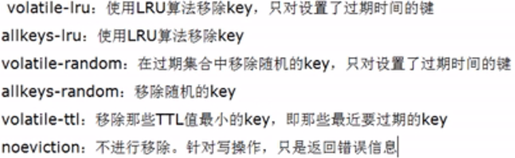 volatile-lru：使用LRU算法移除key，只对设置了过期时间的键
allkeys-lru：使用LRU算法移除key
volatile-random：在过期集合中移除随机的key，只对设置了过期时间的键
allkeys-random：移除随机的key
volatile-ttl：移除那些TTL值最小的key，即那些最近要过期的key
noeviction：不进行移除。针对写操作，只是返回错误信息